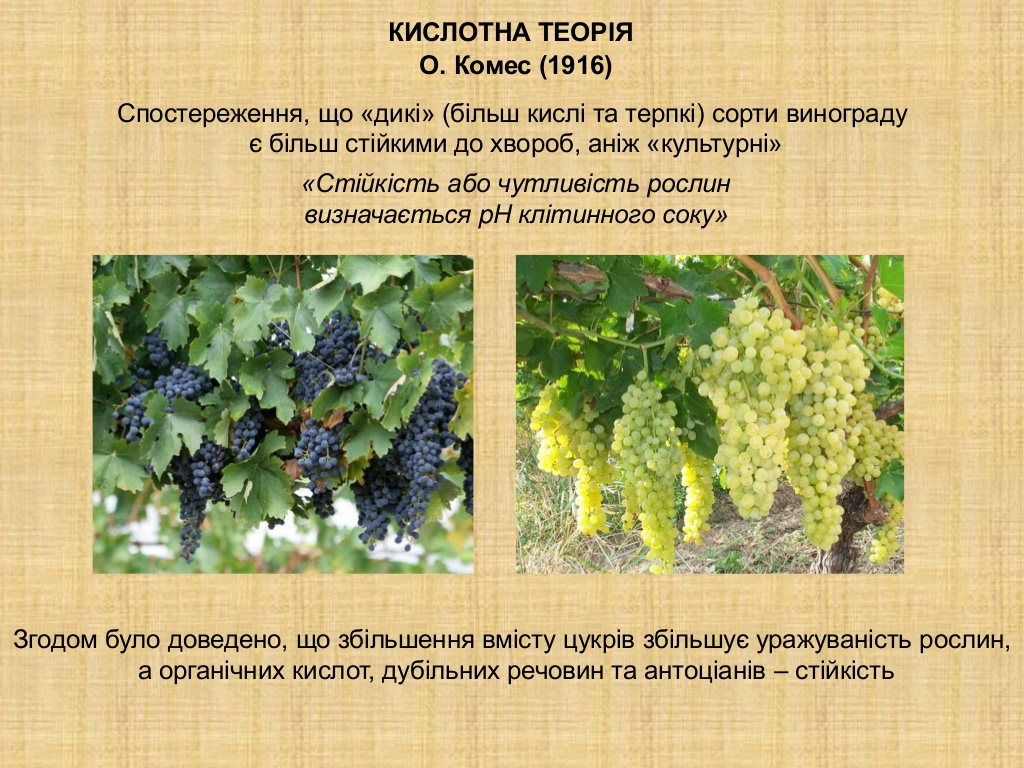 КИСЛОТНА ТЕОРІЯ
О. Комес (1916)
Спостереження, що «дикі» (більш кислі та терпкі) сорти винограду
є більш стійкими до хвороб, аніж «культурні»
«Стійкість або чутливість рослин
визначається рН клітинного соку»
Згодом було доведено, що збільшення вмісту цукрів збільшує уражуваність рослин,
а органічних кислот, дубільних речовин та антоціанів – стійкість